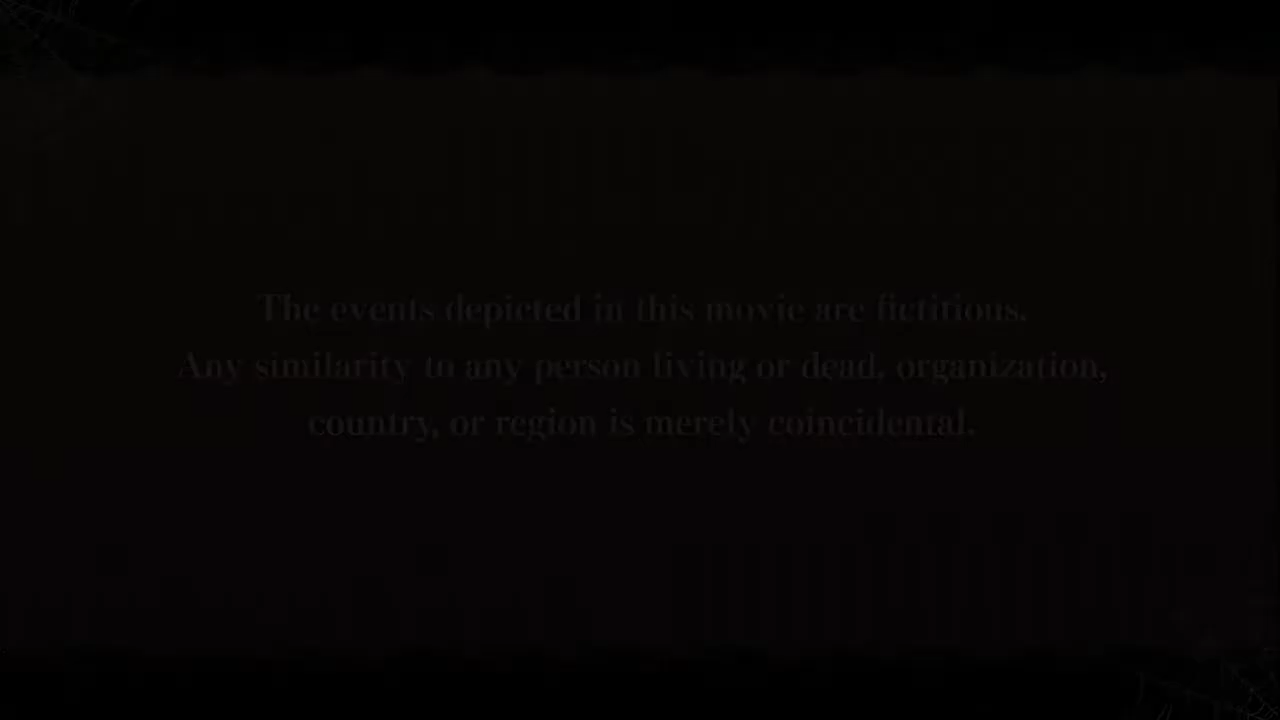 The events depicted in this movie are fictitious.
Any similarity to any person living or dead, organization,
country, or region is merely coincidental.